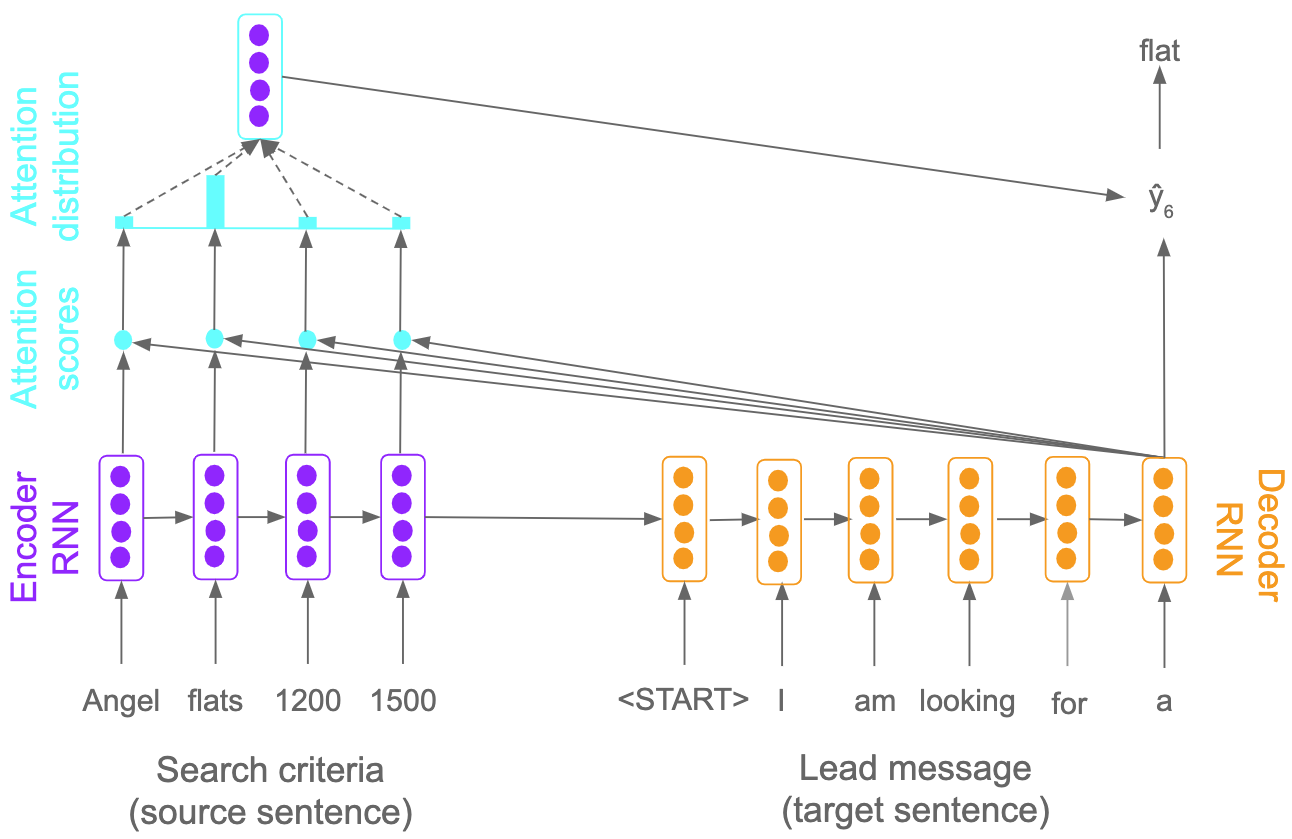 flat
Attention
distribution
ŷ6
Attention
scores
Encoder
RNN
Decoder
RNN
Angel flats 1200 1500 <START> I am looking for a
Search criteria
(source sentence)
Lead message
(target sentence)